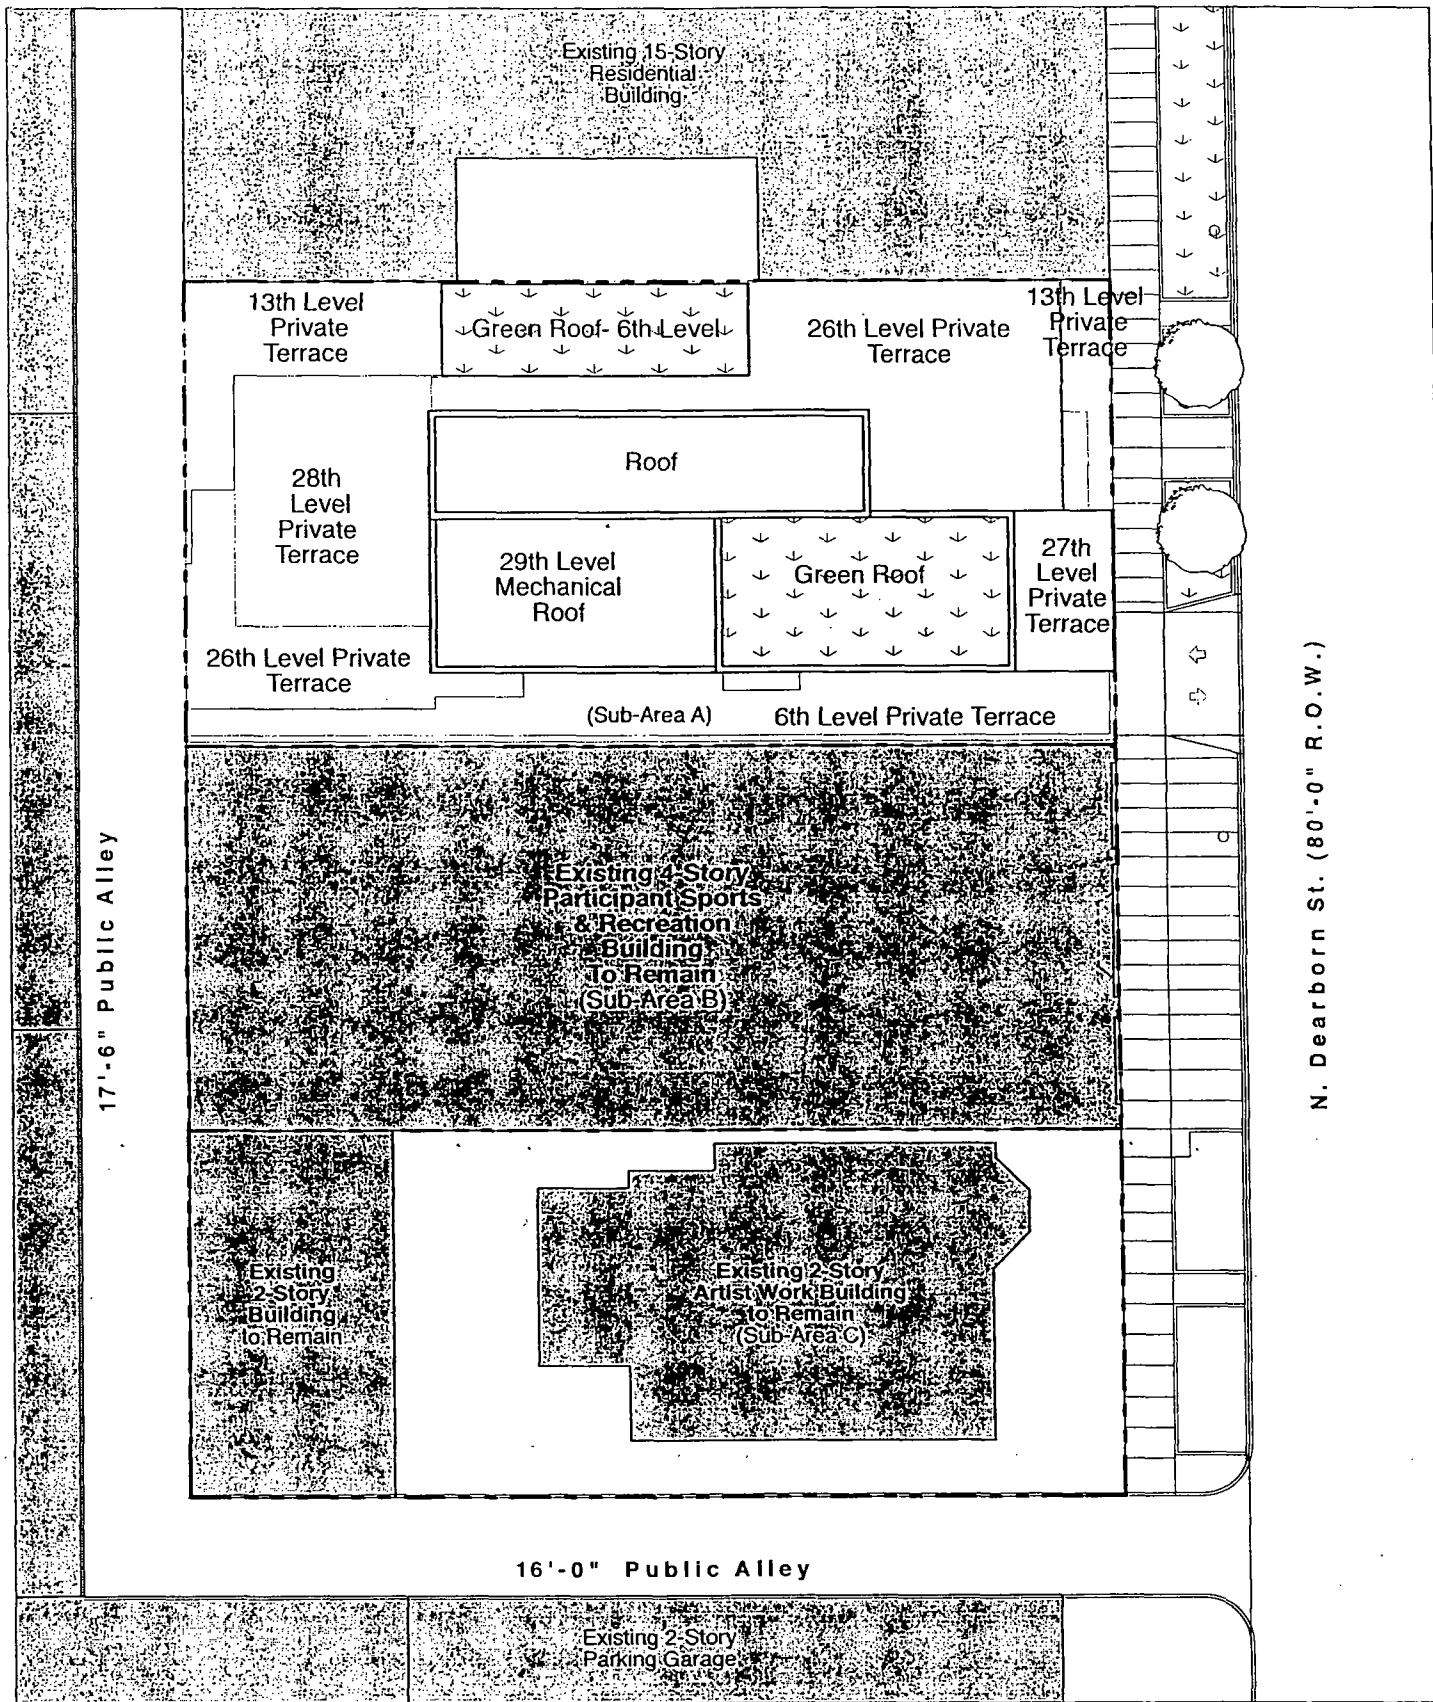 Existing 15-Story
Residential
Building
13th Level
Private
Terrace
Green Roof- 6th Level
26th Level Private
Terrace
13th Level
Private
Terrace
Roof
28th
Level
Private
Terrace
29th Level
Mechanical
Roof
Green Roof
27th
Level
Private
Terrace
26th Level Private
Terrace
(Sub-Area A)
6th Level Private Terrace
N. Dearborn St. (80'-0" R.O.W.)
17'-6" Public Alley
Existing 4-Story
Participant Sports
& Recreation
Building
To Remain
(Sub-Area B)
Existing
2-Story
Building
to Remain
Existing 2-Story
Artist Work Building
to Remain
(Sub-Area C)
16'-0" Public Alley
Existing 2-Story
Parking Garage